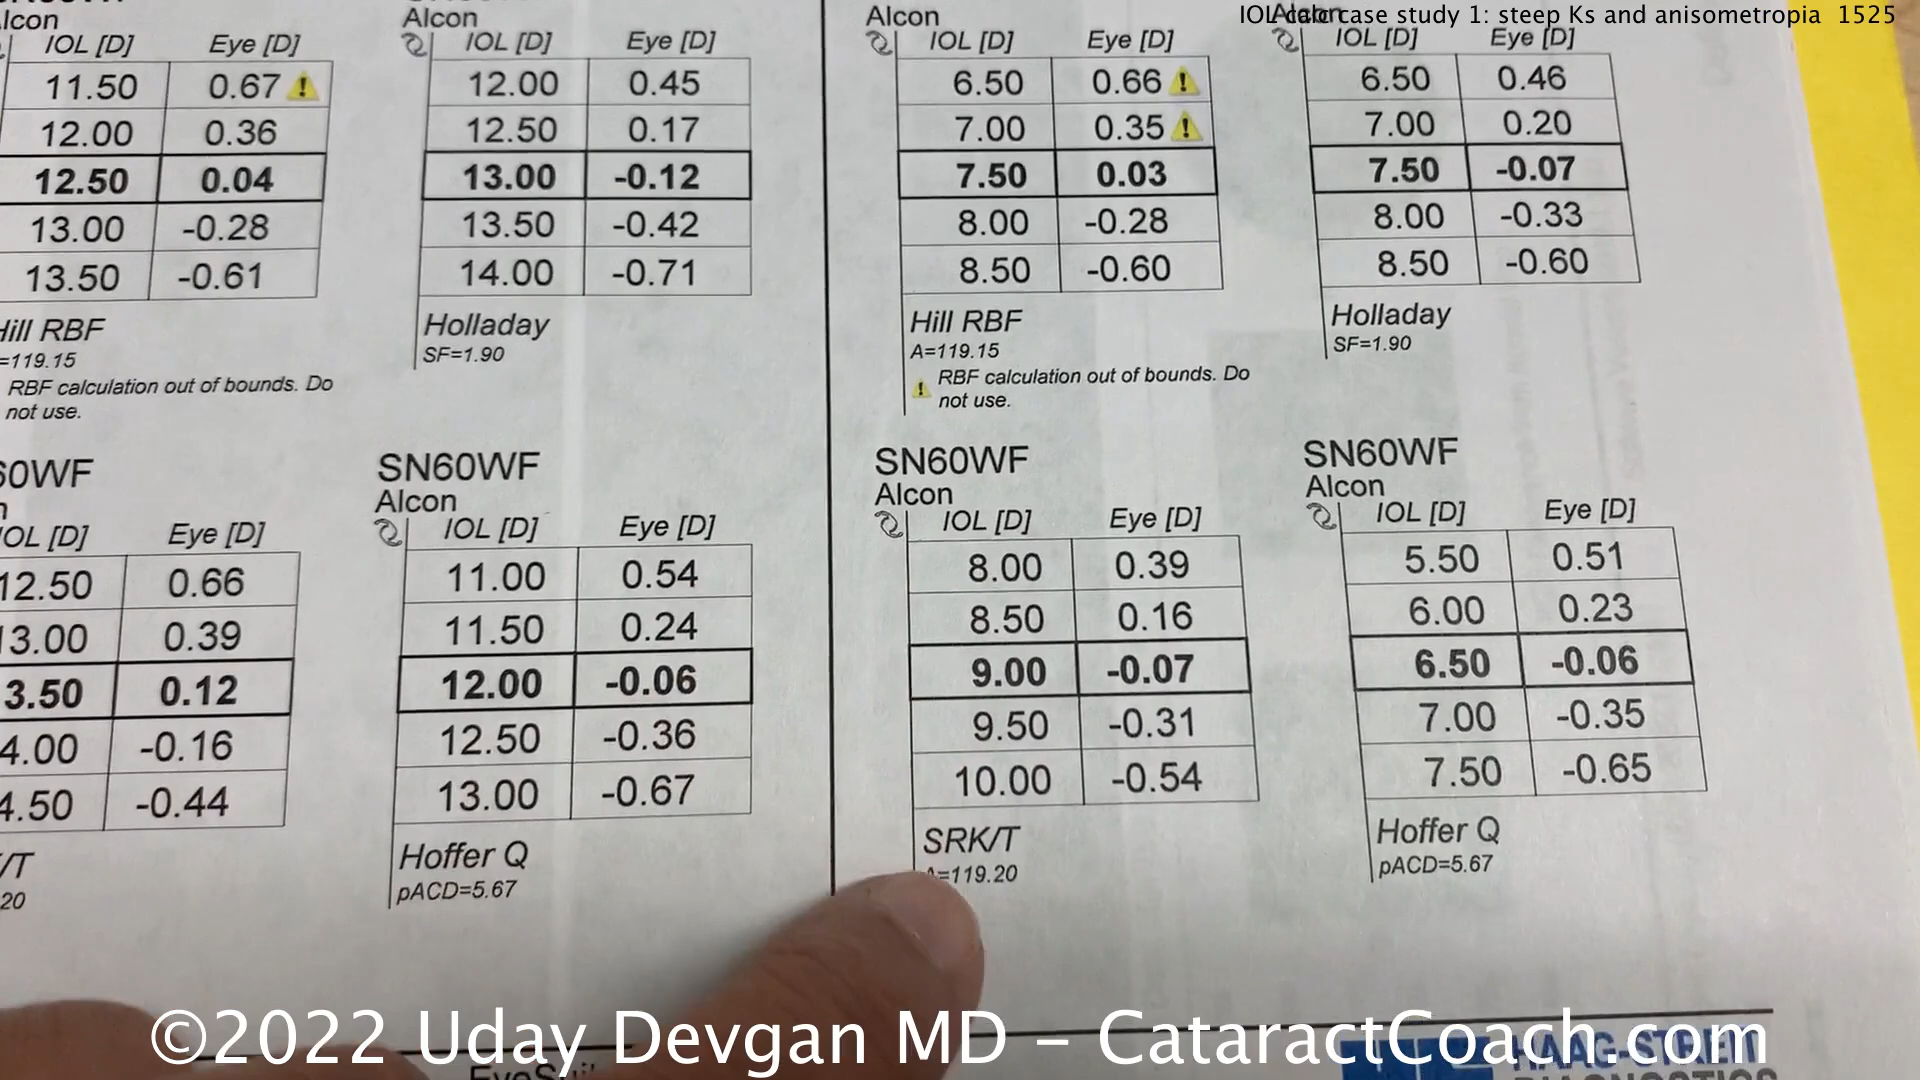 IOL calc case study 1: steep Ks and anisometropia 1525
Alcon
IOL [D] Eye [D]
11.50 0.67
12.00 0.36
12.50 0.04
13.00 -0.28
13.50 -0.61
Hill RBF
=119.15
RBF calculation out of bounds. Do
not use.
Alcon
IOL [D] Eye [D]
12.00 0.45
12.50 0.17
13.00 -0.12
13.50 -0.42
14.00 -0.71
Holladay
SF=1.90
Alcon
IOL [D] Eye [D]
6.50 0.66
7.00 0.35
7.50 0.03
8.00 -0.28
8.50 -0.60
Hill RBF
A=119.15
RBF calculation out of bounds. Do
not use.
Alcon
IOL [D] Eye [D]
6.50 0.46
7.00 0.20
7.50 -0.07
8.00 -0.33
8.50 -0.60
Holladay
SF=1.90
60WF
IOL [D] Eye [D]
12.50 0.66
13.00 0.39
3.50 0.12
4.00 -0.16
4.50 -0.44
/T
20
SN60WF
Alcon
IOL [D] Eye [D]
11.00 0.54
11.50 0.24
12.00 -0.06
12.50 -0.36
13.00 -0.67
Hoffer Q
pACD=5.67
SN60WF
Alcon
IOL [D] Eye [D]
8.00 0.39
8.50 0.16
9.00 -0.07
9.50 -0.31
10.00 -0.54
SRK/T
A=119.20
SN60WF
Alcon
IOL [D] Eye [D]
5.50 0.51
6.00 0.23
6.50 -0.06
7.00 -0.35
7.50 -0.65
Hoffer Q
pACD=5.67
©2022 Uday Devgan MD – CataractCoach.com
HAAG-STREIT
DIAGNOSTICS